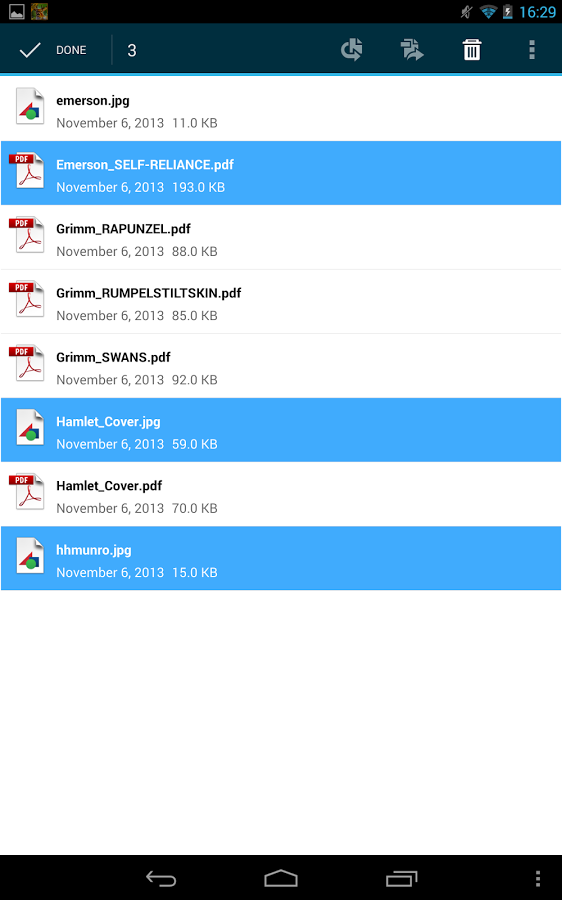 16:29
DONE 3
emerson.jpg
November 6, 2013 11.0 KB
PDF
Emerson_SELF-RELIANCE.pdf
November 6, 2013 193.0 KB
PDF
Grimm_RAPUNZEL.pdf
November 6, 2013 88.0 KB
PDF
Grimm_RUMPELSTILTSKIN.pdf
November 6, 2013 85.0 KB
PDF
Grimm_SWANS.pdf
November 6, 2013 92.0 KB
Hamlet_Cover.jpg
November 6, 2013 59.0 KB
PDF
Hamlet_Cover.pdf
November 6, 2013 70.0 KB
hhmunro.jpg
November 6, 2013 15.0 KB